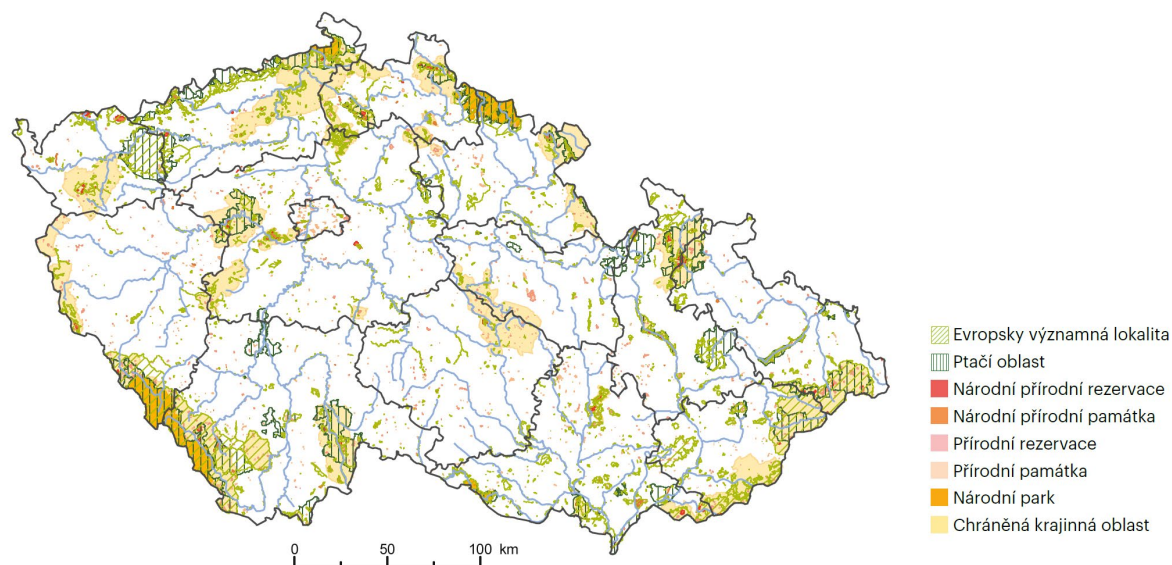 Evropsky významná lokalita
Ptačí oblast
Národní přírodní rezervace
Národní přírodní památka
Přírodní rezervace
Přírodní památka
Národní park
Chráněná krajinná oblast
0 50 100 km